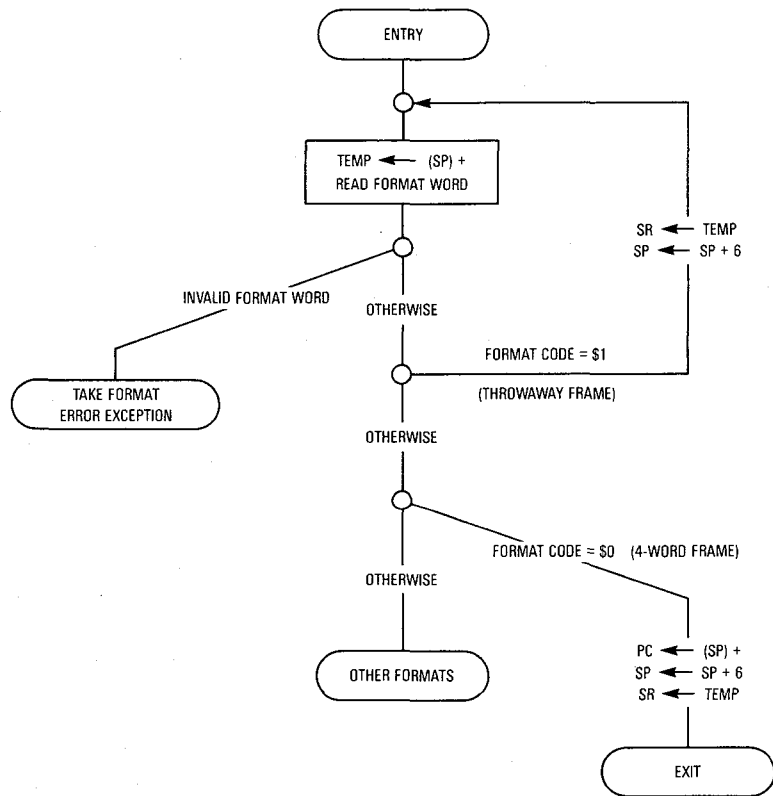 ENTRY
TEMP ← (SP) +
READ FORMAT WORD
SR ← TEMP
SP ← SP + 6
INVALID FORMAT WORD
OTHERWISE
FORMAT CODE = $1
(THROWAWAY FRAME)
TAKE FORMAT
ERROR EXCEPTION
OTHERWISE
FORMAT CODE = $0 (4-WORD FRAME)
OTHERWISE
PC ← (SP) +
SP ← SP + 6
SR ← TEMP
OTHER FORMATS
EXIT